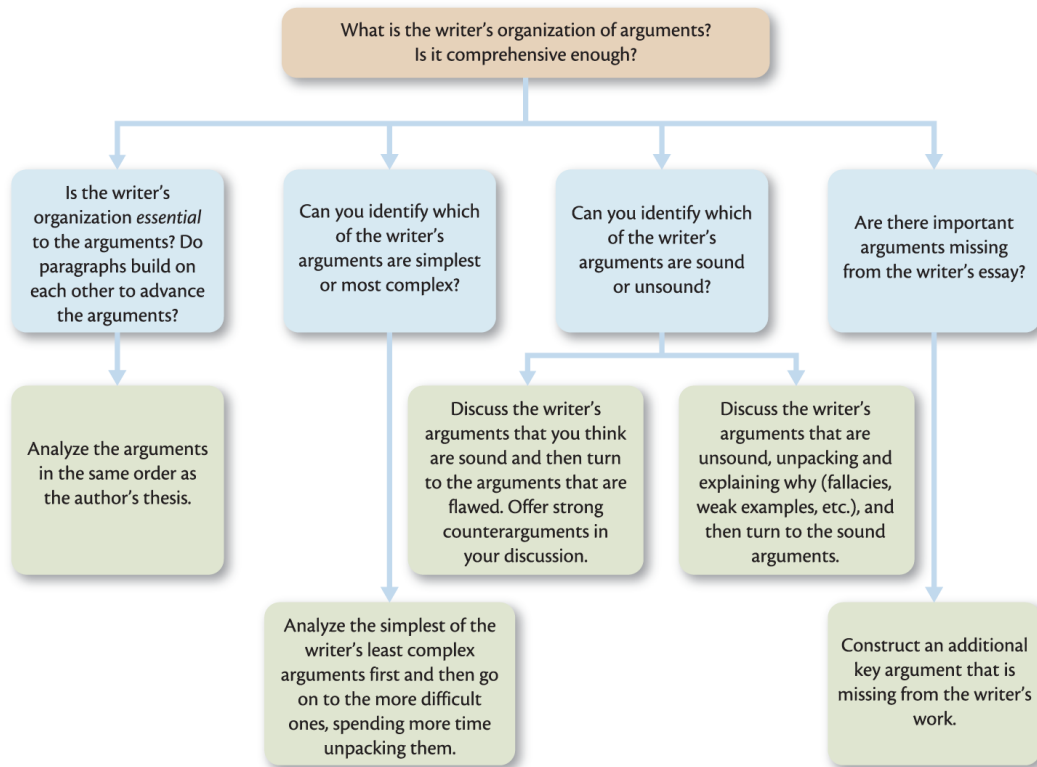 What is the writer's organization of arguments?
Is it comprehensive enough?
Is the writer's
organization essential
to the arguments? Do
paragraphs build on
each other to advance
the arguments?
Can you identify which
of the writer's
arguments are simplest
or most complex?
Can you identify which
of the writer's
arguments are sound
or unsound?
Are there important
arguments missing
from the writer's essay?
Analyze the arguments
in the same order as
the author's thesis.
Discuss the writer's
arguments that you think
are sound and then turn
to the arguments that are
flawed. Offer strong
counterarguments in
your discussion.
Discuss the writer's
arguments that are
unsound, unpacking and
explaining why (fallacies,
weak examples, etc.), and
then turn to the sound
arguments.
Analyze the simplest of the
writer's least complex
arguments first and then go
on to the more difficult
ones, spending more time
unpacking them.
Construct an additional
key argument that is
missing from the writer's
work.